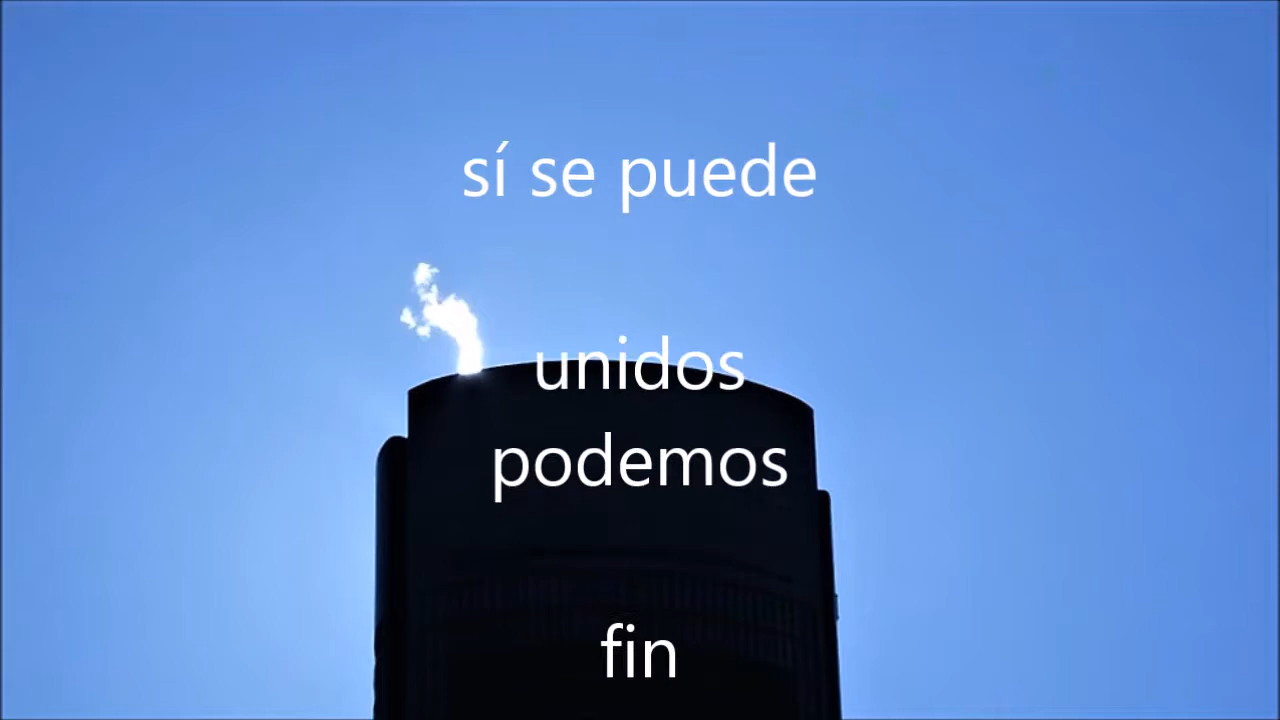 sí se puede
unidos
podemos
fin